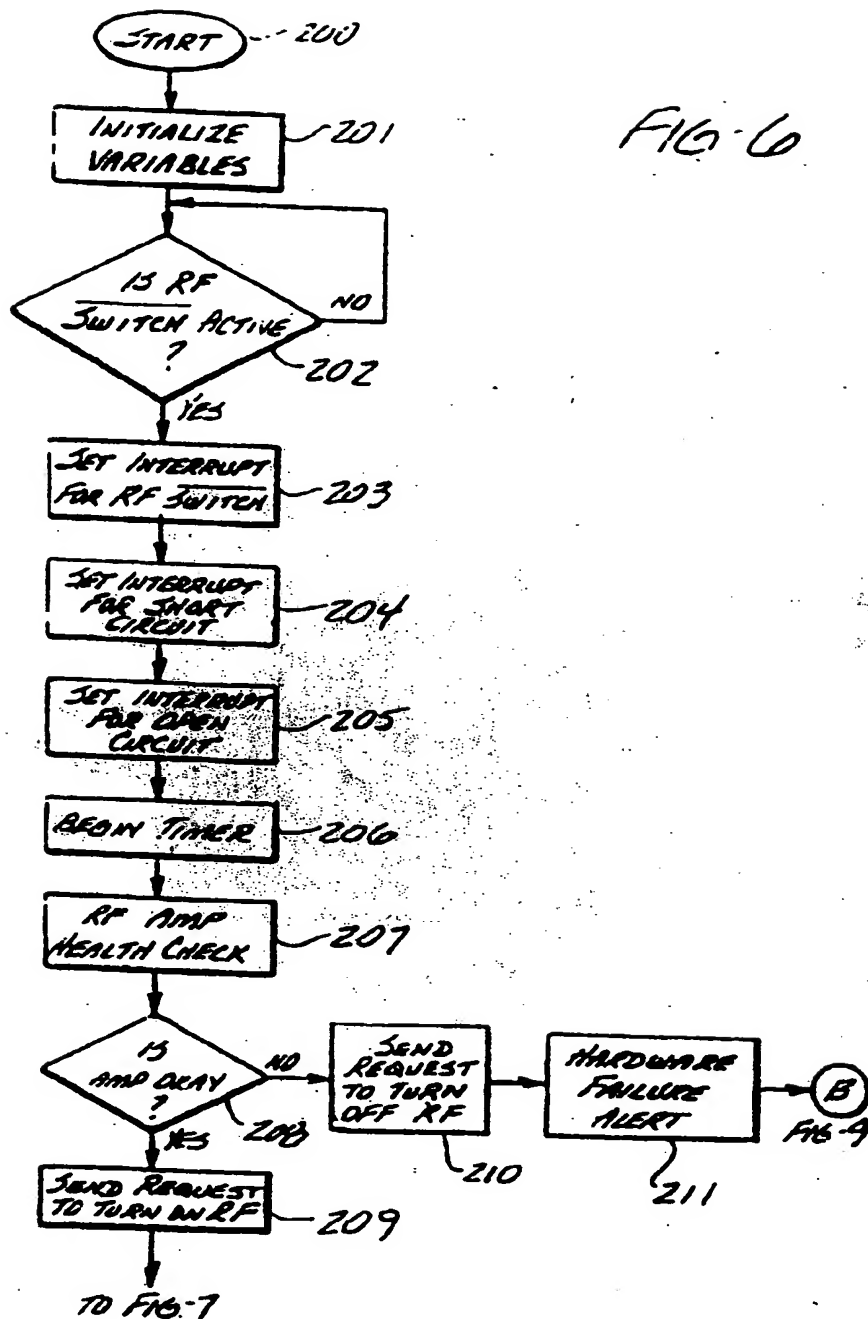 START
200
FIG-6
INITIALIZE
VARIABLES
201
IS RF
SWITCH ACTIVE
?
NO
202
YES
SET INTERRUPT
FOR RF SWITCH
203
SET INTERRUPT
FOR SHORT
CIRCUIT
204
SET INTERRUPT
FOR OPEN
CIRCUIT
205
BEGIN TIMER
206
RF AMP
HEALTH CHECK
207
IS
AMP OKAY
?
NO
208
YES
SEND
REQUEST
TO TURN
OFF RF
210
HARDWARE
FAILURE
ALERT
211
B
FIG-9
SEND REQUEST
TO TURN ON RF
209
TO FIG-7